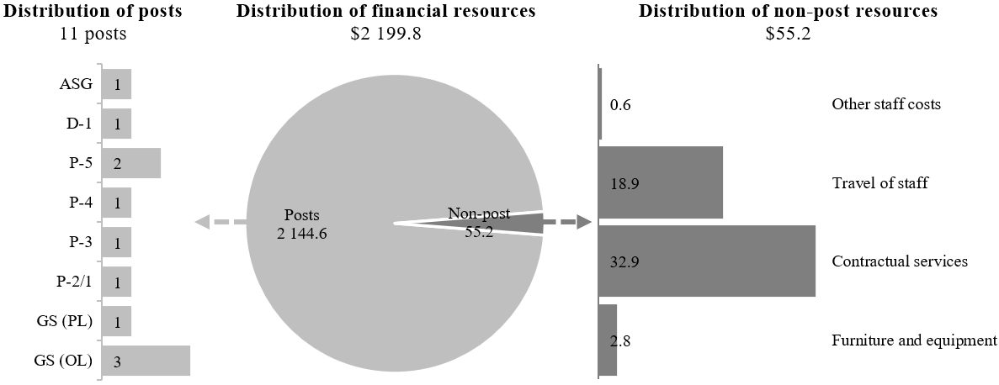 Distribution of posts
11 posts
ASG 1
D-1 1
P-5 2
P-4 1
P-3 1
P-2/1 1
GS (PL) 1
GS (OL) 3
Distribution of financial resources
$2 199.8
Posts
2 144.6
Non-post
55.2
Distribution of non-post resources
$55.2
0.6 Other staff costs
18.9 Travel of staff
32.9 Contractual services
2.8 Furniture and equipment